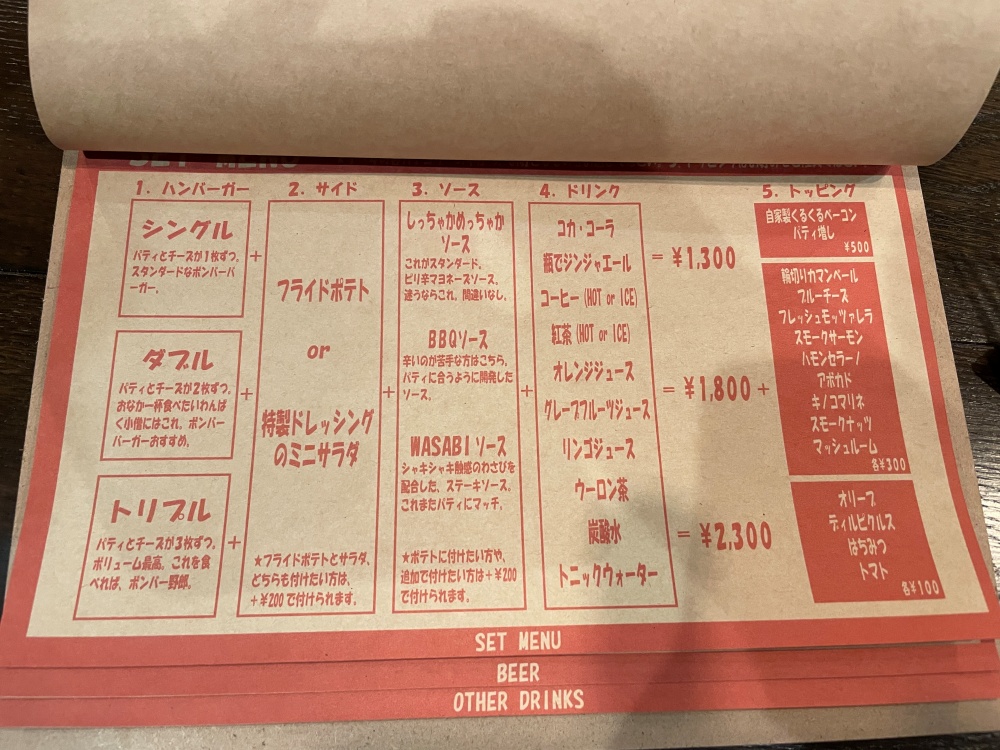 SET MENU
1. ハンバーガー
シングル
パティとチーズが1枚ずつ。
スタンダードなボンバーバ
ーガー。
+
ダブル
パティとチーズが2枚ずつ。
おなか一杯食べたいわんぱ
く小僧にはこれ。ボンバー
バーガーおすすめ。
+
トリプル
パティとチーズが3枚ずつ。
ボリューム最高。これを食
べれば、ボンバー野郎。
+
2. サイド
フライドポテト
or
特製ドレッシング
のミニサラダ
★フライドポテトとサラダ、
どちらも付けたい方は、
+¥200で付けられます。
+
3. ソース
しっちゃかめっちゃか
ソース
これがスタンダード。
ピリ辛マヨネーズソース。
迷うならこれ。間違いなし。
BBQソース
辛いのが苦手な方はこちら。
パティに合うように開発した
ソース。
WASABIソース
シャキシャキ触感のわさびを
配合した、ステーキソース。
これまたパティにマッチ。
★ポテトに付けたい方や、
追加で付けたい方は+¥200
で付けられます。
+
4. ドリンク
コカ・コーラ
瓶でジンジャエール
コーヒー (HOT or ICE)
紅茶 (HOT or ICE)
オレンジジュース
グレープフルーツジュース
リンゴジュース
ウーロン茶
炭酸水
トニックウォーター
= ¥1,300
= ¥1,800 +
= ¥2,300
5. トッピング
自家製くるくるベーコン
パティ増し
¥500
輪切りカマンベール
ブルーチーズ
フレッシュモッツァレラ
スモークサーモン
ハモンセラーノ
アボカド
キノコマリネ
スモークナッツ
マッシュルーム
各¥300
オリーブ
ディルピクルス
はちみつ
トマト
各¥100
SET MENU
BEER
OTHER DRINKS